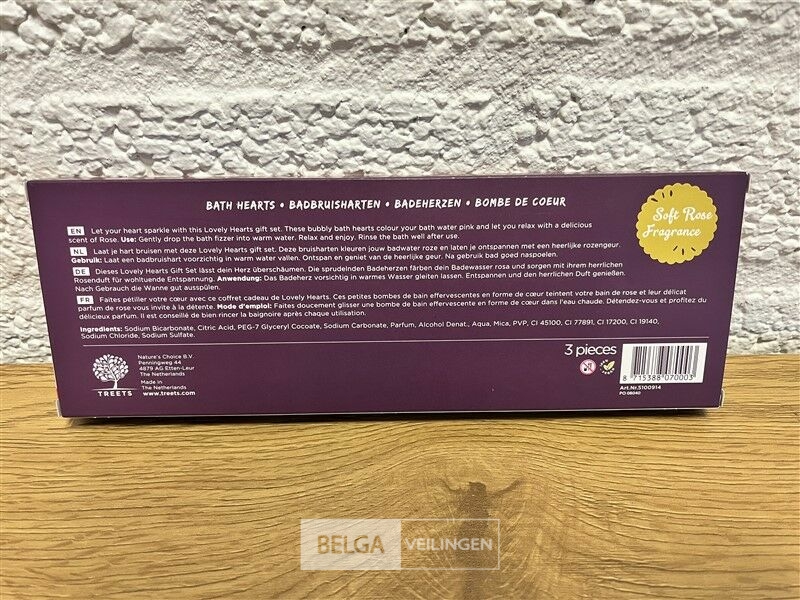 BATH HEARTS • BADBRUISHARTEN • BADEHERZEN • BOMBE DE COEUR
Soft Rose
Fragrance
EN Let your heart sparkle with this Lovely Hearts gift set. These bubbly bath hearts colour your bath water pink and let you relax with a delicious
scent of Rose. Use: Gently drop the bath fizzer into warm water. Relax and enjoy. Rinse the bath well after use.
NL Laat je hart bruisen met deze Lovely Hearts gift set. Deze bruisharten kleuren jouw badwater roze en laten je ontspannen met een heerlijke rozengeur.
Gebruik: Laat een badbruishart voorzichtig in warm water vallen. Ontspan en geniet van de heerlijke geur. Na gebruik bad goed naspoelen.
DE Dieses Lovely Hearts Gift Set lässt dein Herz überschäumen. Die sprudelnden Badeherzen färben dein Badewasser rosa und sorgen mit ihrem herrlichen
Rosenduft für wohltuende Entspannung. Anwendung: Das Badeherz vorsichtig in warmes Wasser gleiten lassen. Entspannen und den herrlichen Duft genießen.
Nach Gebrauch die Wanne gut ausspülen.
FR Faites pétiller votre cœur avec ce coffret cadeau de Lovely Hearts. Ces petites bombes de bain effervescentes en forme de cœur teintent votre bain de rose et leur délicat
parfum de rose vous invite à la détente. Mode d'emploi: Faites doucement glisser une bombe de bain effervescentes en forme de cœur dans l'eau chaude. Détendez-vous et profitez du
délicieux parfum. Il est conseillé de bien rincer la baignoire après chaque utilisation.
Ingredients: Sodium Bicarbonate, Citric Acid, PEG-7 Glyceryl Cocoate, Sodium Carbonate, Parfum, Alcohol Denat., Aqua, Mica, PVP, CI 45100, CI 77891, CI 17200, CI 19140,
Sodium Chloride, Sodium Sulfate.
TREETS
Nature's Choice B.V.
Penningweg 44
4879 AG Etten-Leur
The Netherlands
Made in
The Netherlands
www.treets.com
3 pieces
8 715388 070003
Art.Nr.5100914
PO 06040
BELGA VEILINGEN